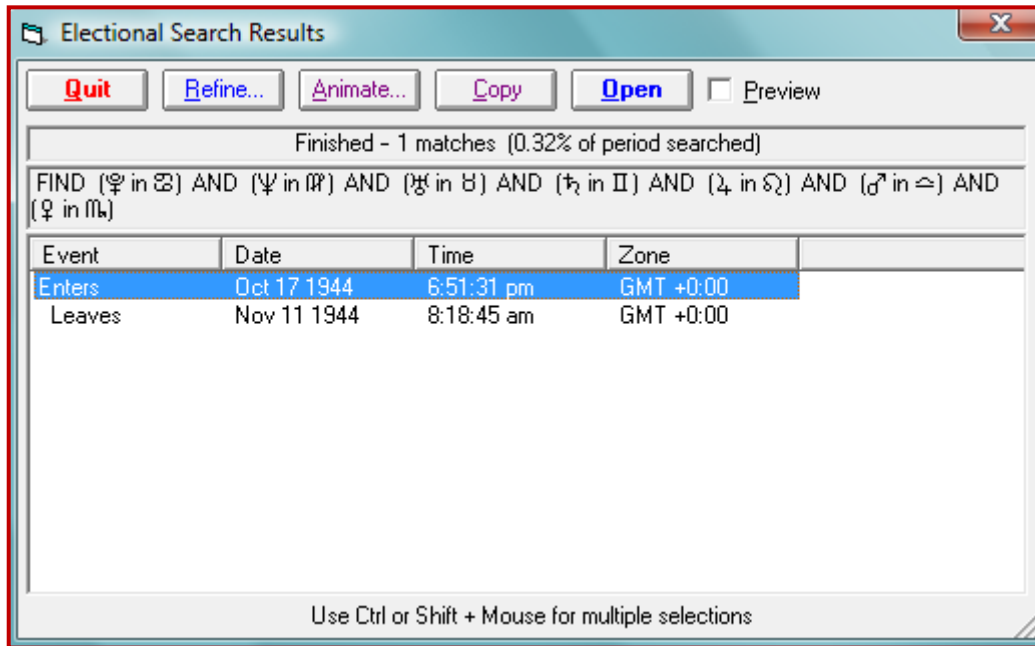 Electional Search Results
Quit Refine... Animate... Copy Open Preview
Finished - 1 matches (0.32% of period searched)
FIND (♇ in ♋) AND (♆ in ♍) AND (♅ in ♉) AND (♄ in ♊) AND (♃ in ♌) AND (♂ in ♎) AND
(♀ in ♏)
Event Date Time Zone
Enters Oct 17 1944 6:51:31 pm GMT +0:00
Leaves Nov 11 1944 8:18:45 am GMT +0:00
Use Ctrl or Shift + Mouse for multiple selections